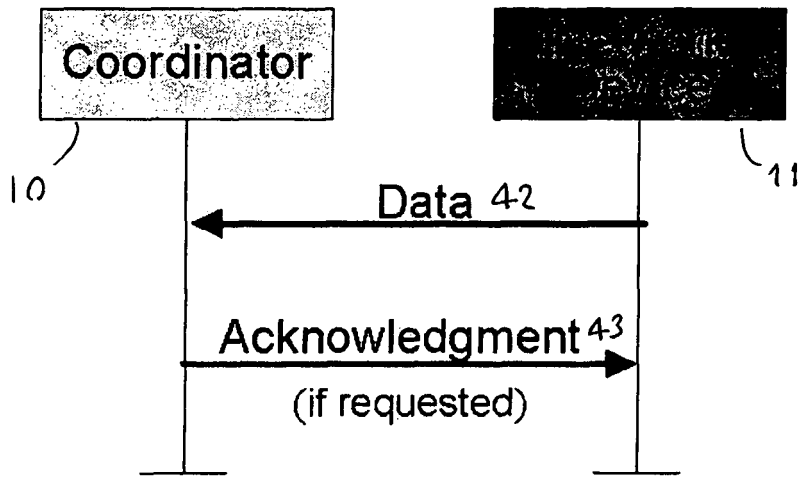 Coordinator
10
11
Data 42
Acknowledgment 43
(if requested)